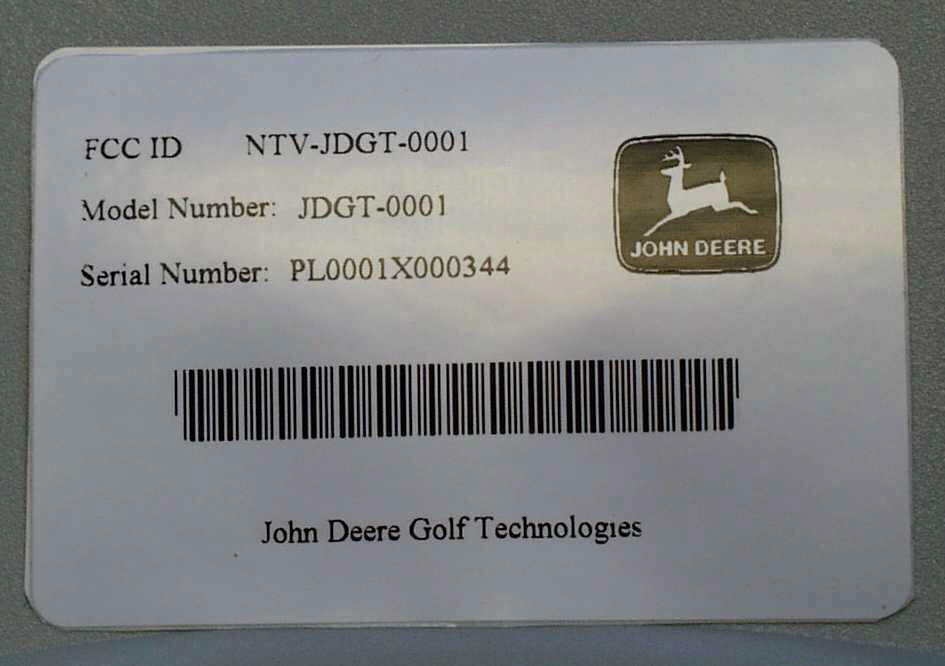 FCC ID NTV-JDGT-0001
Model Number: JDGT-0001
Serial Number: PL0001X000344
JOHN DEERE
John Deere Golf Technologies